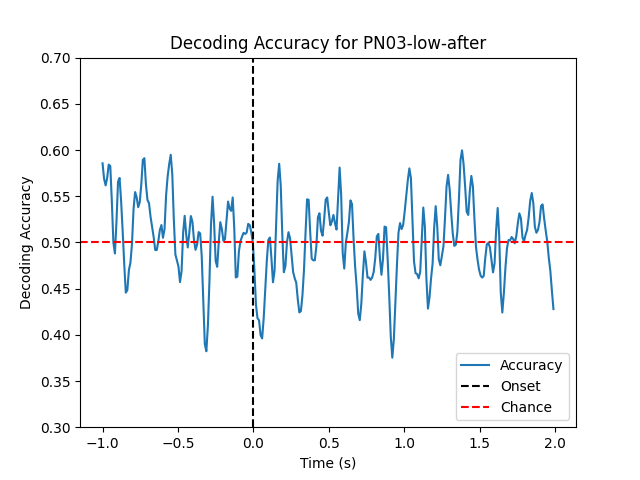 Decoding Accuracy for PN03-low-after
Decoding Accuracy
0.70
0.65
0.60
0.55
0.50
0.45
0.40
0.35
0.30
Accuracy
Onset
Chance
−1.0 −0.5 0.0 0.5 1.0 1.5 2.0
Time (s)